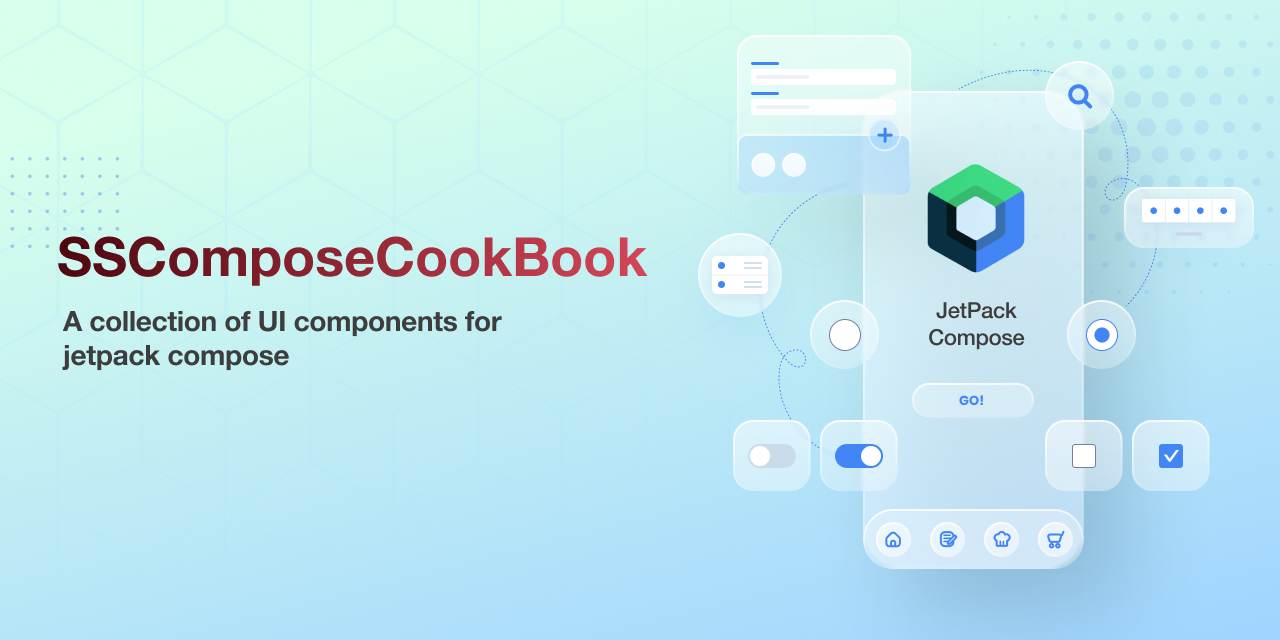 SSComposeCookBook
A collection of UI components for
jetpack compose
JetPack
Compose
GO!